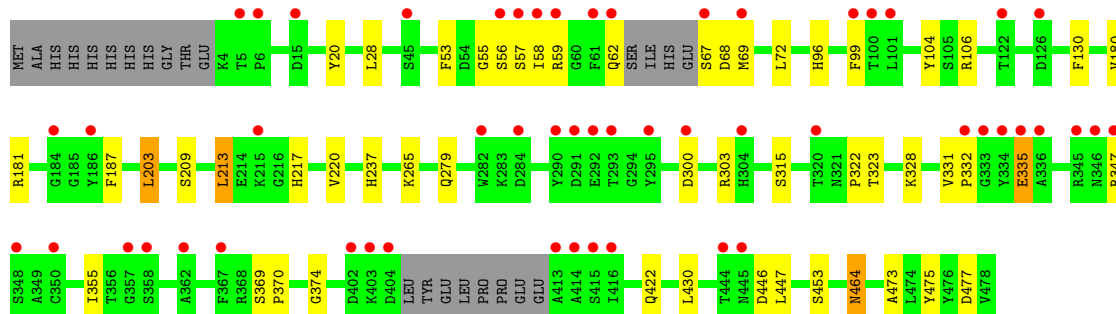 MET ALA HIS HIS HIS HIS HIS HIS GLY THR GLU K4 T5 P6 D15 Y20 L28 S45 F53 D54 G55 S56 S57 I58 R59 G60 F61 Q62 SER ILE HIS GLU S67 D68 M69 L72 H96 F99 T100 L101 Y104 S105 R106 T122 D126 F130 V180
R181 G184 G185 Y186 F187 L203 S209 L213 E214 K215 G216 H217 V220 H237 K265 Q279 W282 K283 D284 Y290 D291 E292 T293 G294 Y295 D300 R303 H304 S315 T320 N321 P322 T323 K328 V331 P332 G333 Y334 E335 A336 R345 N346
S348 A349 C350 I355 T356 G357 S358 A362 F367 R368 S369 P370 G374 D402 K403 D404 LEU TYR GLU LEU PRO PRO GLU GLU A413 A414 S415 I416 Q422 L430 T444 N445 D446 L447 S453 N464 A473 L474 Y475 Y476 D477 V478